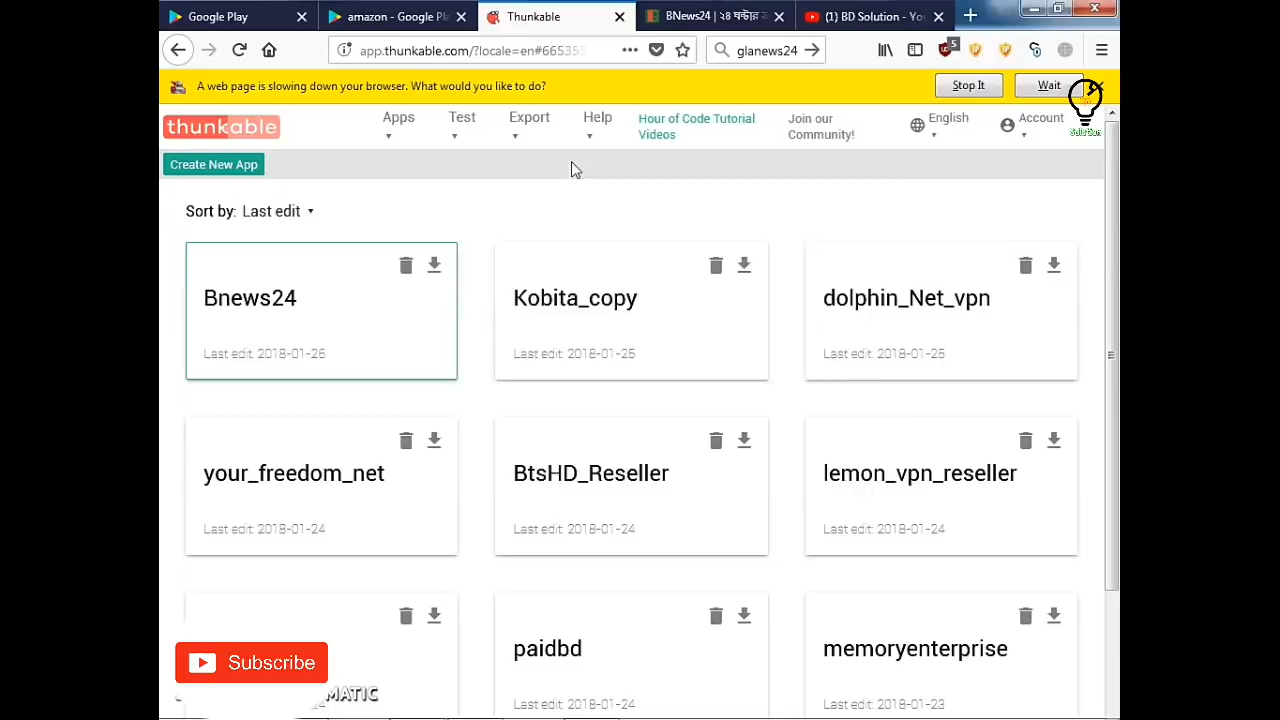 Google Play
amazon - Google Pl
Thunkable
BNews24 | ২৪ ঘন্টার
(1) BD Solution - Yo
app.thunkable.com/?locale=en#66535
glanews24
5
A web page is slowing down your browser. What would you like to do?
Stop It
Wait
thunkable
Apps
Test
Export
Help
Hour of Code Tutorial
Videos
Join our
Community!
English
Account
Solution
Create New App
Sort by: Last edit
Bnews24
Last edit: 2018-01-26
Kobita_copy
Last edit: 2018-01-25
dolphin_Net_vpn
Last edit: 2018-01-25
your_freedom_net
Last edit: 2018-01-24
BtsHD_Reseller
Last edit: 2018-01-24
lemon_vpn_reseller
Last edit: 2018-01-24
paidbd
Last edit: 2018-01-24
memoryenterprise
Last edit: 2018-01-23
Subscribe
MATIC